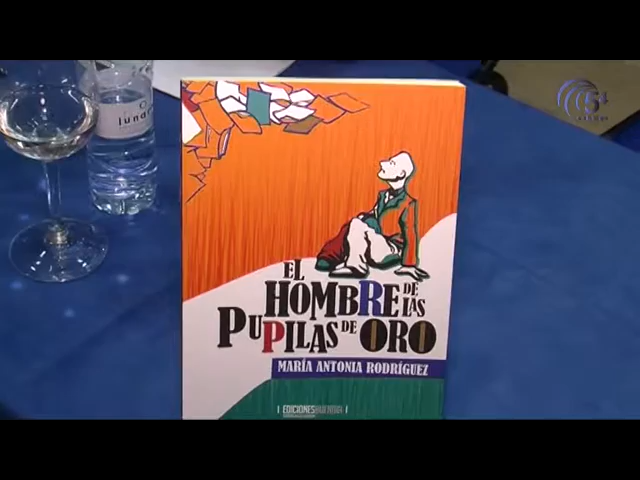 EL
HOMBRE DE LAS
PUPILAS DE ORO
MARÍA ANTONIA RODRÍGUEZ
EDICIONES